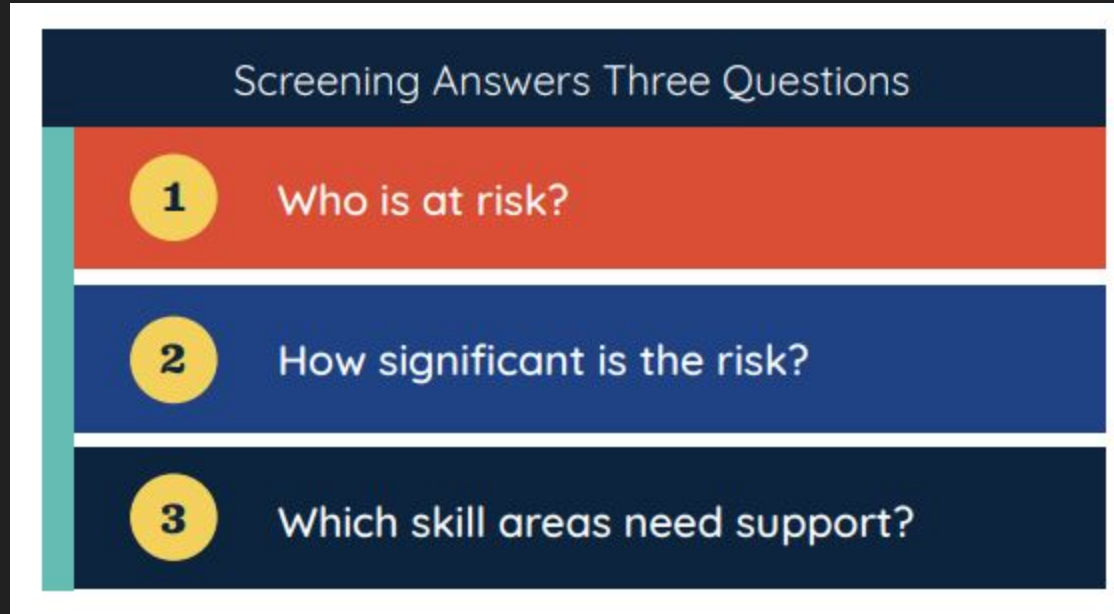 Screening Answers Three Questions
1 Who is at risk?
2 How significant is the risk?
3 Which skill areas need support?